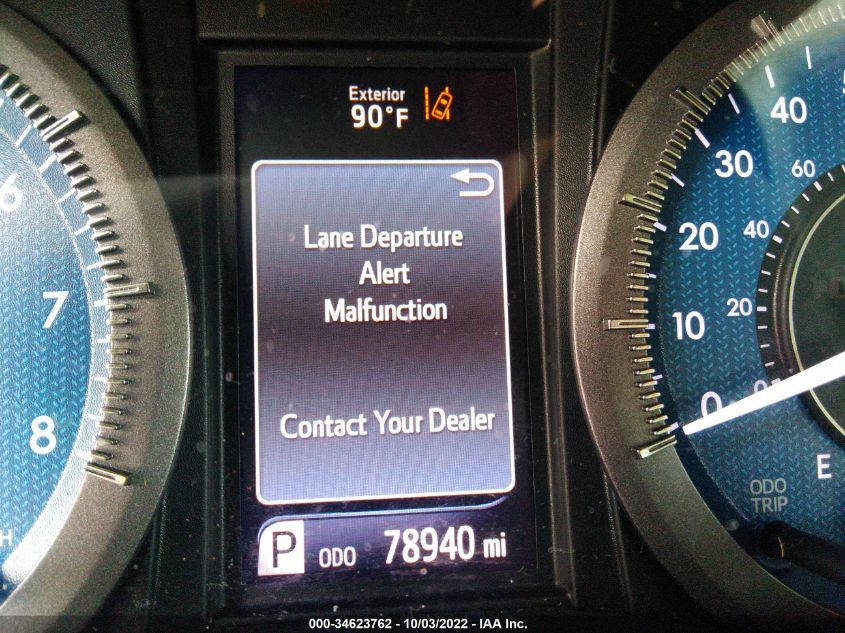 Exterior
90°F
Lane Departure
Alert
Malfunction
Contact Your Dealer
P ODO 78940 mi
6
7
8
H
40
30
20
10
0
60
40
20
0
E
ODO
TRIP
000-34623762 - 10/03/2022 - IAA Inc.